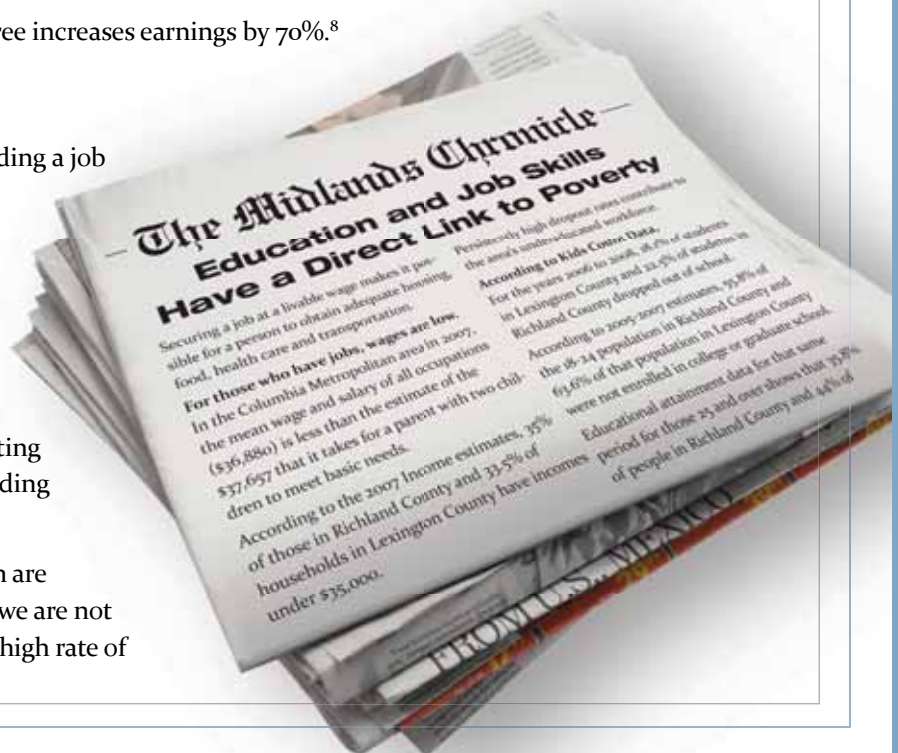 ree increases earnings by 70%.8
ding a job
ting
ding
n are
we are not
high rate of
The Midlands Chronicle
Education and Job Skills
Have a Direct Link to Poverty
Securing a job at a livable wage makes it pos-
sible for a person to obtain adequate housing,
food, health care and transportation.
For those who have jobs, wages are low.
In the Columbia Metropolitan area in 2007,
the mean wage and salary of all occupations
($36,880) is less than the estimate of the
$37,657 that it takes for a parent with two chil-
dren to meet basic needs.
According to the 2007 Income estimates, 35%
of those in Richland County and 33.5% of
households in Lexington County have incomes
under $35,000.
Persistently high dropout rates contribute to
the area's undereducated workforce.
According to Kids Count Data,
For the years 2006 to 2008, of students
in Lexington County and 22.5% of students in
Richland County dropped out of school.
According to 2005-2007 estimates, 55.8% of
the 18-24 population in Richland County and
63.6% of that population in Lexington County
were not enrolled in college or graduate school.
Educational attainment data for that same
period for those 25 and over shows that 35.8%
of people in Richland County and 44% of
FROM U.S., MEXICO